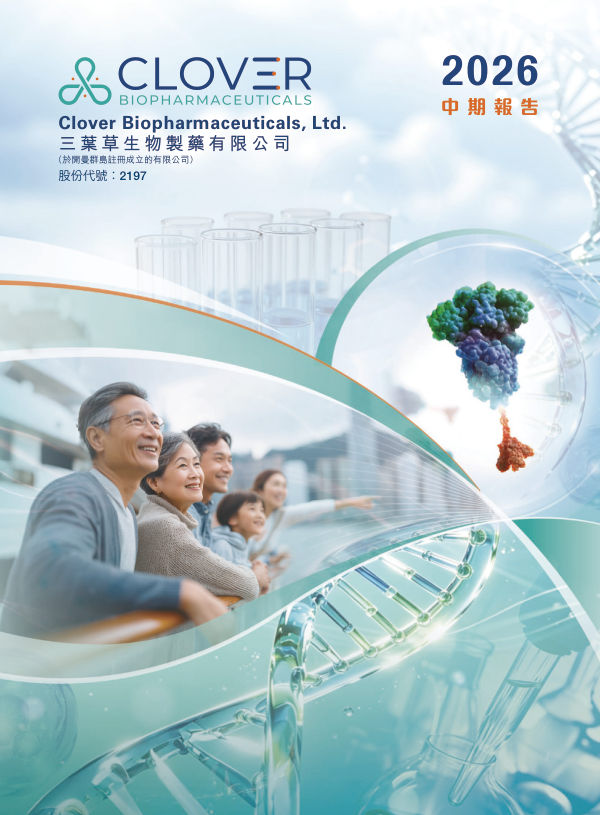 CLOVER
BIOPHARMACEUTICALS
Clover Biopharmaceuticals, Ltd.
三葉草生物製藥有限公司
(於開曼群島註冊成立的有限公司)
股份代號：2197
2026
中期報告